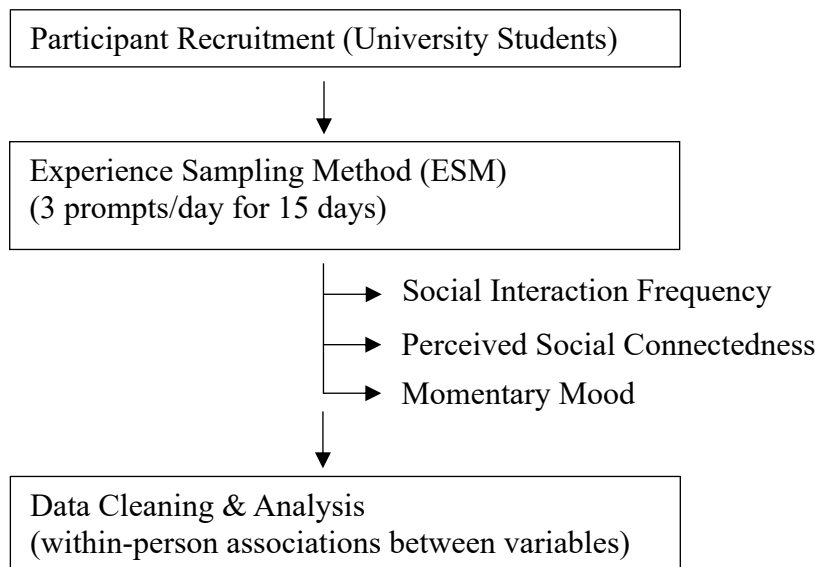 Participant Recruitment (University Students)
Experience Sampling Method (ESM)
(3 prompts/day for 15 days)
Social Interaction Frequency
Perceived Social Connectedness
Momentary Mood
Data Cleaning & Analysis
(within-person associations between variables)